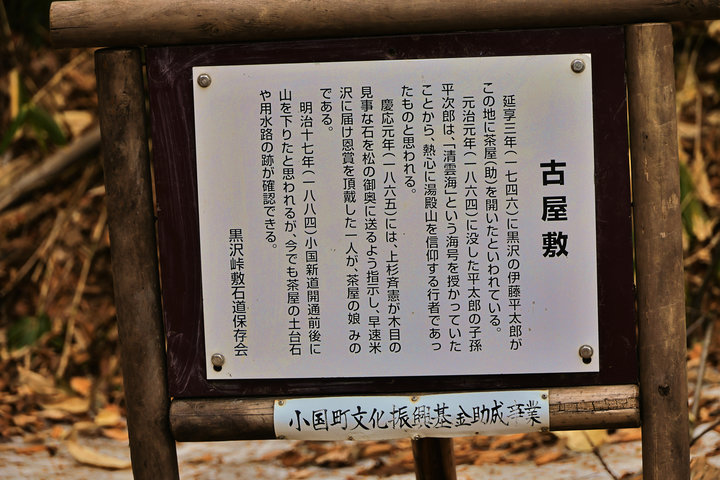 古屋敷
延享三年（一七四六）に黒沢の伊藤平太郎が
この地に茶屋（助）を開いたといわれている。
元治元年（一八六四）に没した平太郎の子孫
平次郎は、「清雲海」という海号を授かっていた
ことから、熱心に湯殿山を信仰する行者であっ
たものと思われる。
慶応元年（一八六五）には、上杉斉憲が木目の
見事な石を松の御奥に送るよう指示し、早速米
沢に届け恩賞を頂戴した一人が、茶屋の娘 みの
である。
明治十七年（一八八四）小国新道開通前後に
山を下りたと思われるが、今でも茶屋の土台石
や用水路の跡が確認できる。
黒沢峠敷石道保存会
小国町文化振興基金助成事業